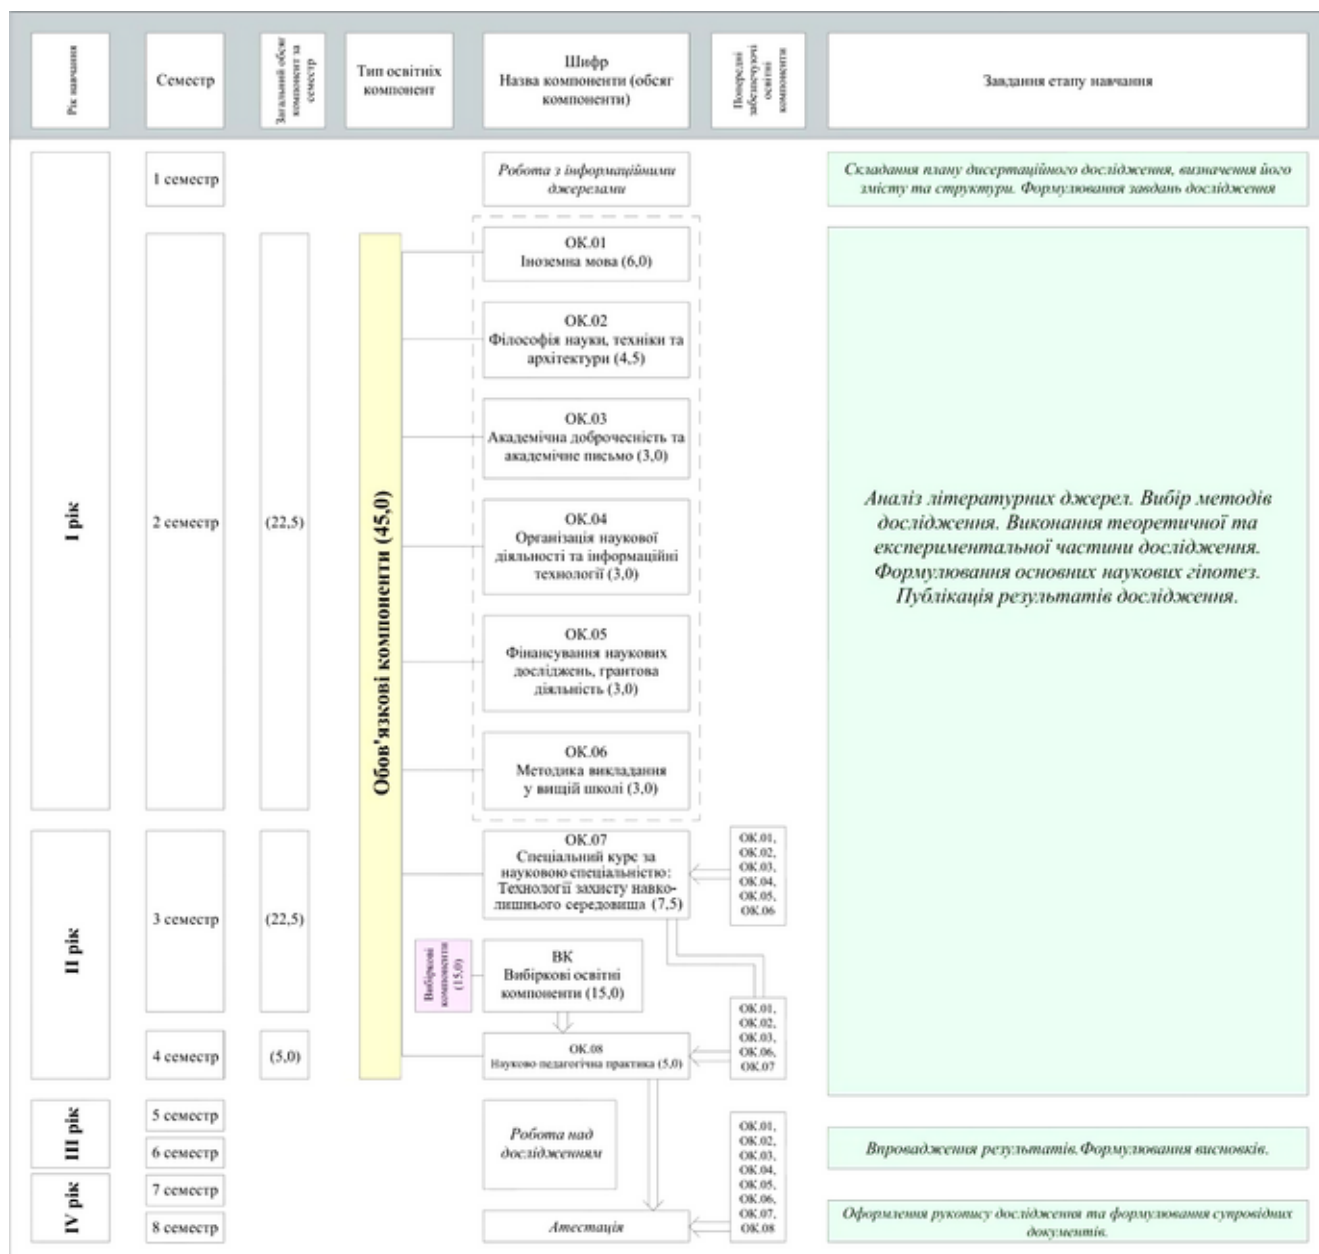 Рік навчання
Семестр
Загальний обсяг
компонент за
семестр
Тип освітніх
компонент
Шифр
Назва компоненти (обсяг
компоненти)
Попередні
забезпечуючі
освітні
компоненти
Завдання етапу навчання
I рік
1 семестр
Робота з інформаційними
джерелами
Складання плану дисертаційного дослідження, визначення його
змісту та структури. Формулювання завдань дослідження
2 семестр
(22,5)
Обов'язкові компоненти (45,0)
ОК.01
Іноземна мова (6,0)
ОК.02
Філософія науки, техніки та
архітектури (4,5)
ОК.03
Академічна доброчесність та
академічне письмо (3,0)
ОК.04
Організація наукової
діяльності та інформаційні
технології (3,0)
ОК.05
Фінансування наукових
досліджень, грантова
діяльність (3,0)
ОК.06
Методика викладання
у вищій школі (3,0)
Аналіз літературних джерел. Вибір методів
дослідження. Виконання теоретичної та
експериментальної частини дослідження.
Формулювання основних наукових гіпотез.
Публікація результатів дослідження.
II рік
3 семестр
(22,5)
ОК.07
Спеціальний курс за
науковою спеціальністю:
Технології захисту навко-
лишнього середовища (7,5)
ОК.01,
ОК.02,
ОК.03,
ОК.04,
ОК.05,
ОК.06
Вибіркові
компоненти
(15,0)
ВК
Вибіркові освітні
компоненти (15,0)
4 семестр
(5,0)
ОК.08
Науково педагогічна практика (5,0)
ОК.01,
ОК.02,
ОК.03,
ОК.06,
ОК.07
III рік
5 семестр
6 семестр
Робота над
дослідженням
ОК.01,
ОК.02,
ОК.03,
ОК.04,
ОК.05,
ОК.06,
ОК.07,
ОК.08
Впровадження результатів.Формулювання висновків.
IV рік
7 семестр
8 семестр
Атестація
Оформлення рукопису дослідження та формулювання супровідних
документів.